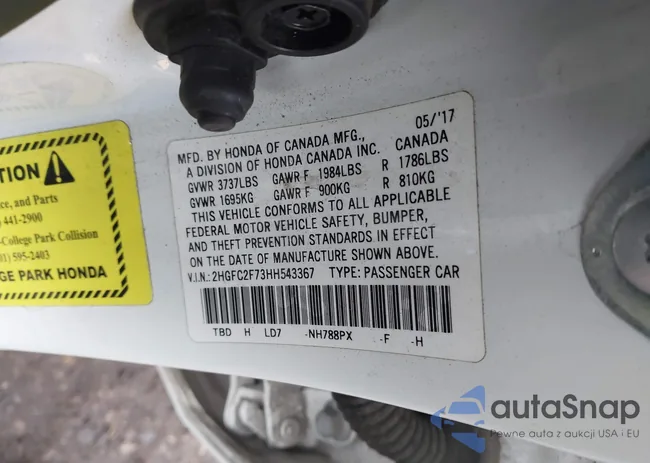 TION
ce, and Parts
441-2900
-College Park Collision
01) 595-2403
GE PARK HONDA
05/'17
MFD. BY HONDA OF CANADA MFG., CANADA
A DIVISION OF HONDA CANADA INC.
GVWR 3737LBS GAWR F 1984LBS R 1786LBS
GVWR 1695KG GAWR F 900KG R 810KG
THIS VEHICLE CONFORMS TO ALL APPLICABLE
FEDERAL MOTOR VEHICLE SAFETY, BUMPER,
AND THEFT PREVENTION STANDARDS IN EFFECT
ON THE DATE OF MANUFACTURE SHOWN ABOVE.
V.I.N.: 2HGFC2F73HH543367 TYPE: PASSENGER CAR
TBD H LD7 -NH788PX -F -H
autaSnap
Pewne auta z aukcji USA i EU